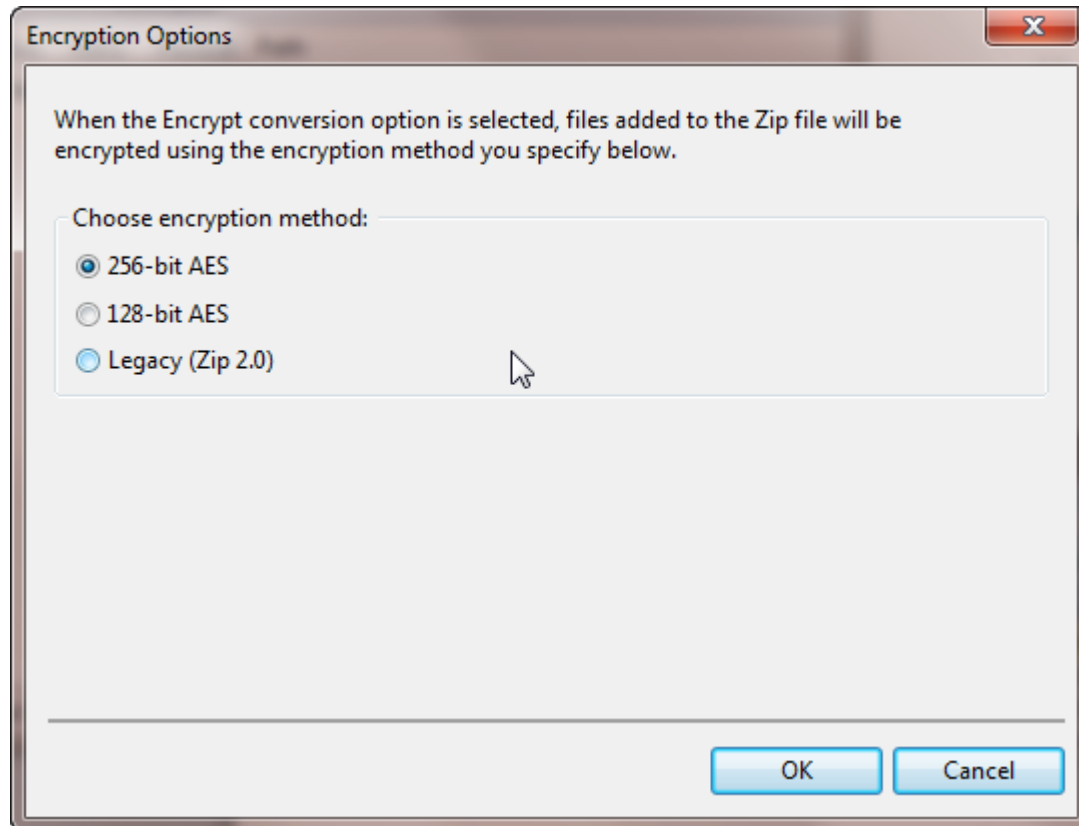 Encryption Options
When the Encrypt conversion option is selected, files added to the Zip file will be
encrypted using the encryption method you specify below.
Choose encryption method:
256-bit AES
128-bit AES
Legacy (Zip 2.0)
OK
Cancel